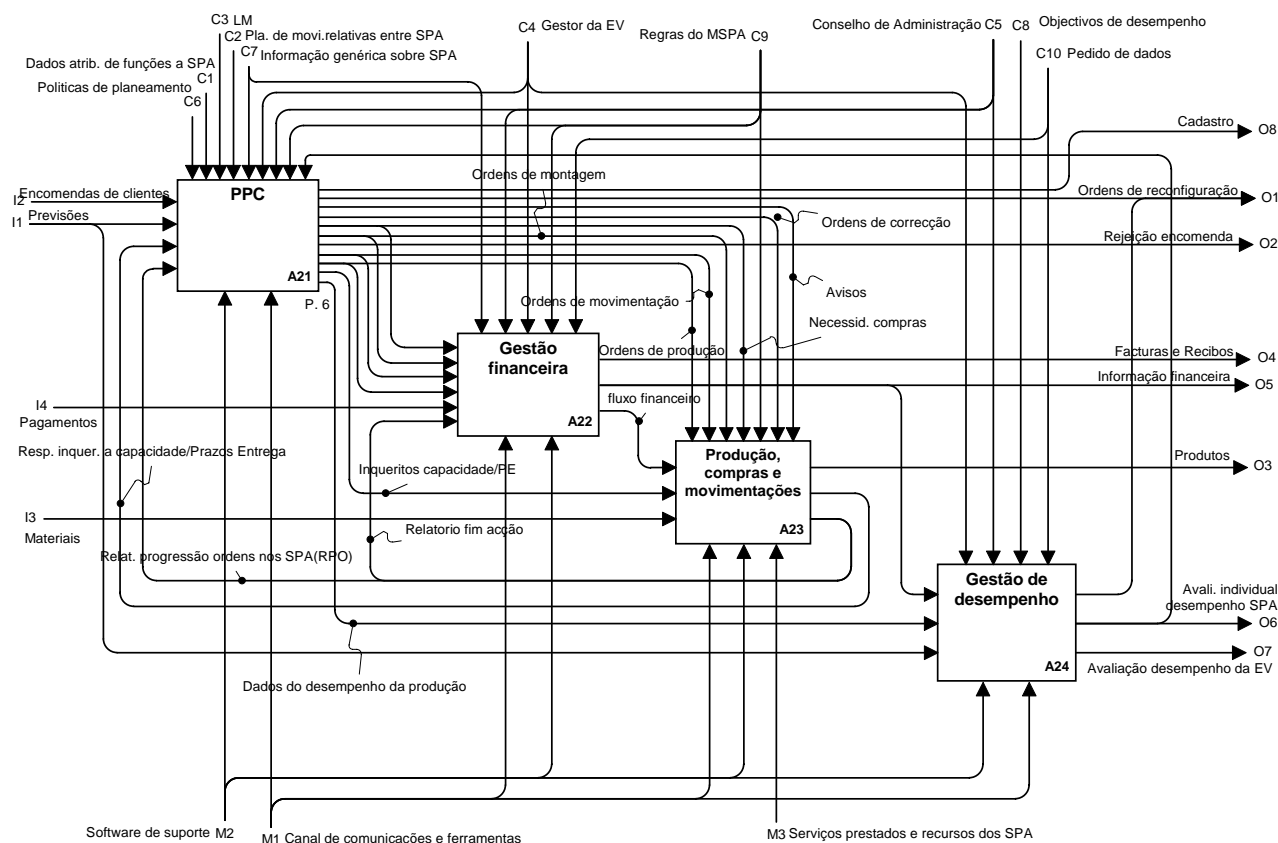 C3 LM
C2 Pla. de movi.relativas entre SPA
C7 Informação genérica sobre SPA
C4 Gestor da EV
Regras do MSPA C9
Conselho de Administração C5
C8 Objectivos de desempenho
C10 Pedido de dados
Dados atrib. de funções a SPA
C1
Politicas de planeamento
C6
Cadastro
O8
I2 Encomendas de clientes
I1 Previsões
PPC
A21
P. 6
Ordens de montagem
Ordens de reconfiguração
O1
Ordens de correcção
Rejeição encomenda
O2
Avisos
Ordens de movimentação
Necessid. compras
Ordens de produção
Gestão
financeira
A22
Facturas e Recibos
O4
Informação financeira
O5
I4
Pagamentos
fluxo financeiro
Resp. inquer. a capacidade/Prazos Entrega
Inqueritos capacidade/PE
Produção,
compras e
movimentações
A23
Produtos
O3
I3
Materiais
Relatorio fim acção
Relat. progressão ordens nos SPA(RPO)
Gestão de
desempenho
A24
Avali. individual
desempenho SPA
O6
O7
Avaliação desempenho da EV
Dados do desempenho da produção
Software de suporte M2
M1 Canal de comunicações e ferramentas
M3 Serviços prestados e recursos dos SPA